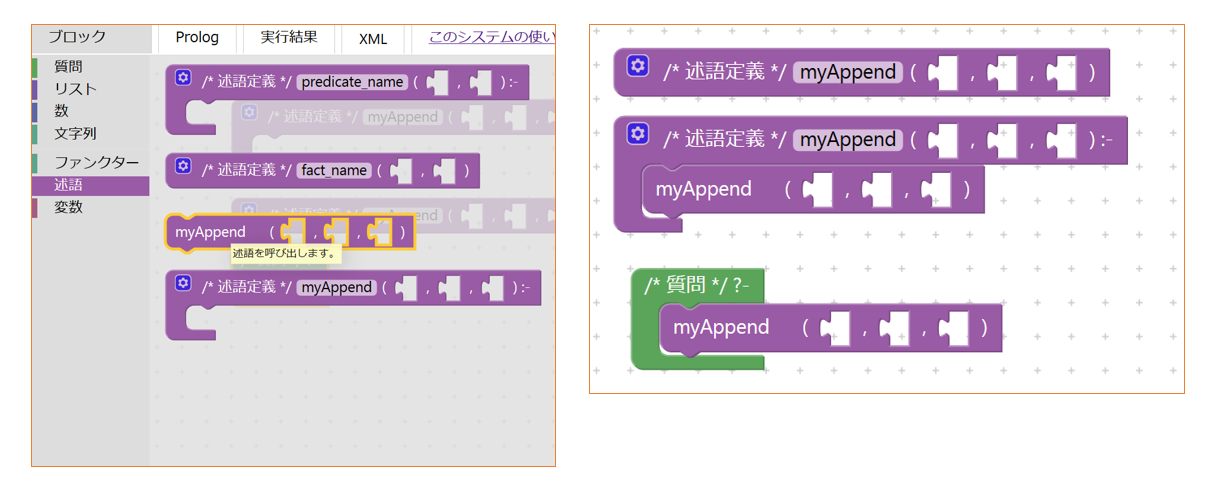 ブロック
Prolog
実行結果
XML
このシステムの使い
質問
リスト
数
文字列
ファンクター
述語
変数
/* 述語定義 */ predicate_name ( , ) :-
/* 述語定義 */ myAppend ( , ,
/* 述語定義 */ fact_name ( , )
/* 述語定義 */ myAppend ( , ,
myAppend ( , , )
述語を呼び出します。
/* 述語定義 */ myAppend ( , , ) :-
/* 述語定義 */ myAppend ( , , )
/* 述語定義 */ myAppend ( , , ) :-
myAppend ( , , )
/* 質問 */ ?-
myAppend ( , , )